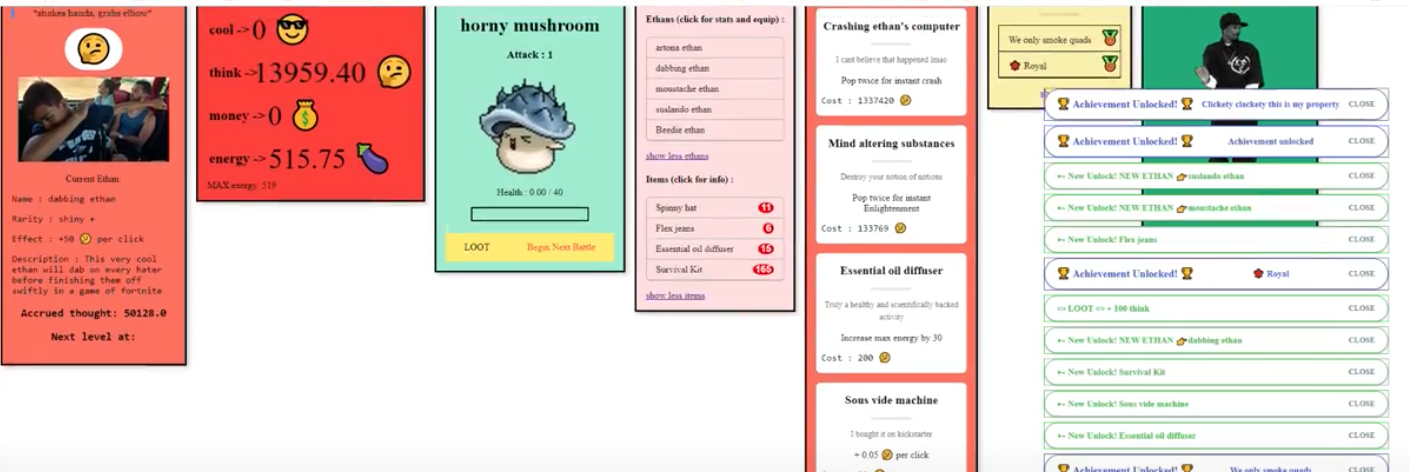 *shakes hands, grabs elbow*
Current Ethan:
Name : dabbing ethan
Rarity : shiny +
Effect : +50 🤔 per click
Description : This very cool
ethan will dab on every hater
before finishing them off
swiftly in a game of fortnite
Accrued thought: 50128.0
Next level at:
cool -> 0 😎
think -> 13959.40 🤔
money -> 0 💰
energy -> 515.75 🍆
MAX energy 519
horny mushroom
Attack : 1
Health : 0.00 / 40
LOOT Begin Next Battle
Ethans (click for stats and equip) :
artona ethan
dabbing ethan
moustache ethan
sualando ethan
Beedie ethan
show less ethans
Items (click for info) :
Spinny hat 11
Flex jeans 6
Essential oil diffuser 15
Survival Kit 165
show less items
Crashing ethan's computer
I cant believe that happened lmao
Pop twice for instant crash
Cost : 1337420 🤔
Mind altering substances
Destroy your notion of notions
Pop twice for instant
Enlightenment
Cost : 133769 🤔
Essential oil diffuser
Truly a healthy and scientifically backed
activity
Increase max energy by 30
Cost : 200 🤔
Sous vide machine
I bought it on kickstarter
+ 0.05 🤔 per click
We only smoke quads 🏅
🌹 Royal 🏅
🏆 Achievement Unlocked! 🏆 Clickety clackety this is my property CLOSE
🏆 Achievement Unlocked! 🏆 Achievement unlocked CLOSE
New Unlock! NEW ETHAN 👉 sualando ethan CLOSE
New Unlock! NEW ETHAN 👉 moustache ethan CLOSE
New Unlock! Flex jeans CLOSE
🏆 Achievement Unlocked! 🏆 🌹 Royal CLOSE
<> LOOT <> + 100 think CLOSE
New Unlock! NEW ETHAN 👉 dabbing ethan CLOSE
New Unlock! Survival Kit CLOSE
New Unlock! Sous vide machine CLOSE
New Unlock! Essential oil diffuser CLOSE
🏆 Achievement Unlocked! 🏆 We only smoke quads CLOSE